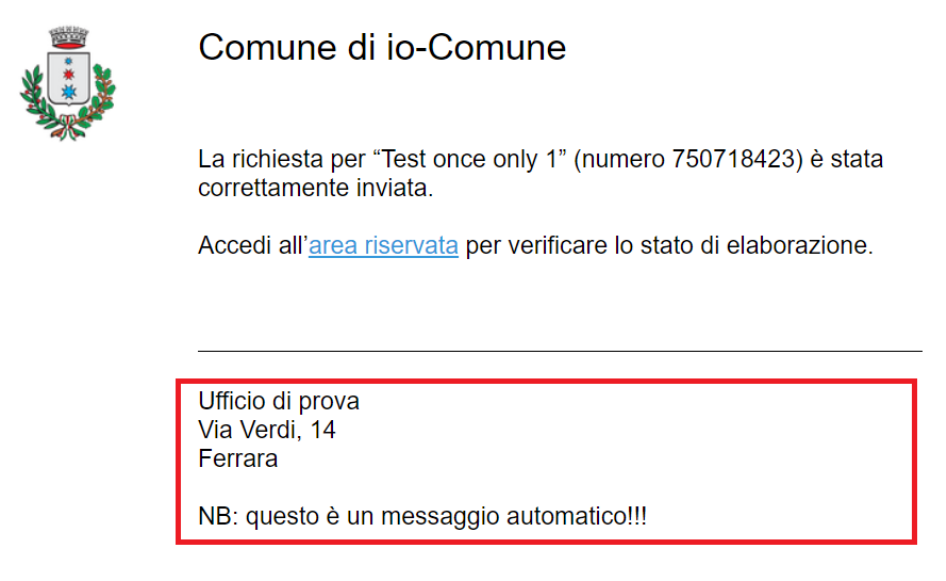 Comune di io-Comune
La richiesta per “Test once only 1” (numero 750718423) è stata
correttamente inviata.
Accedi all’area riservata per verificare lo stato di elaborazione.
Ufficio di prova
Via Verdi, 14
Ferrara
NB: questo è un messaggio automatico!!!